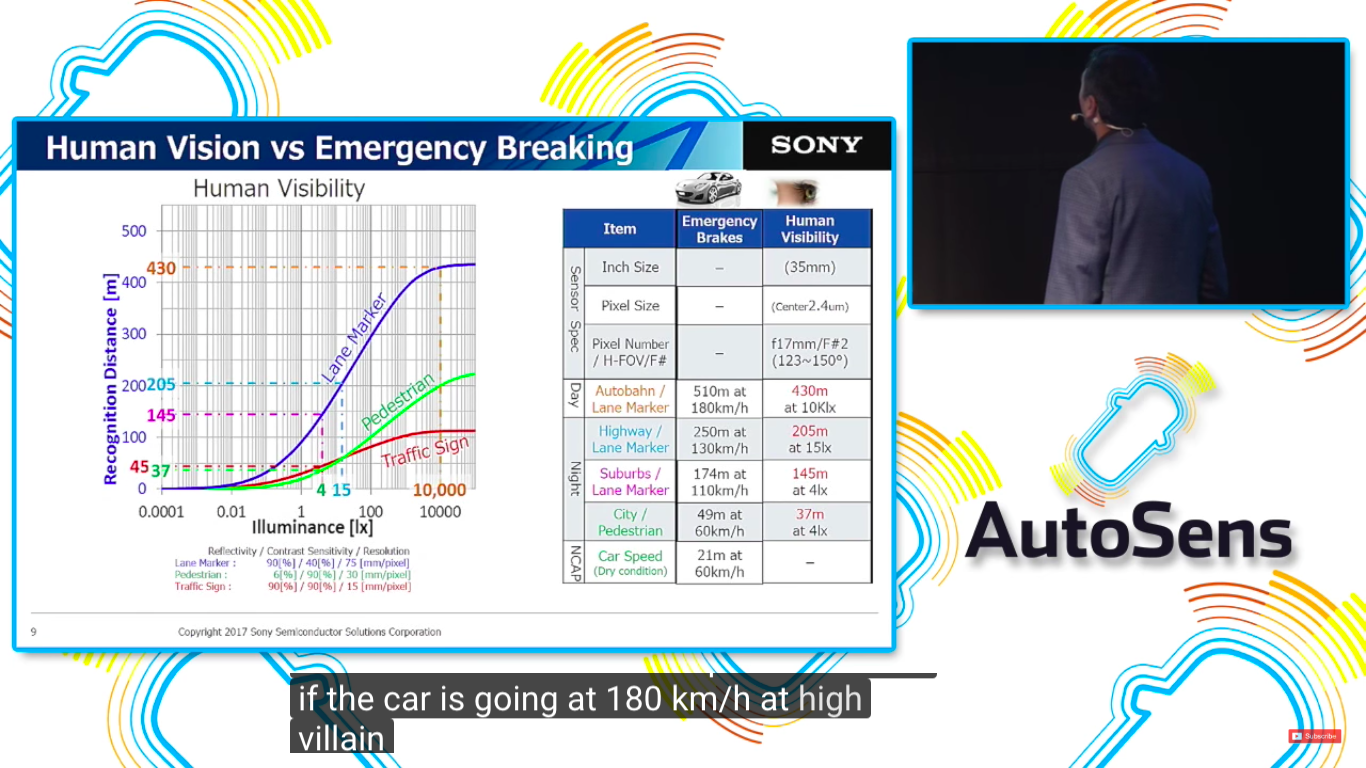 Human Vision vs Emergency Breaking
SONY
Human Visibility
Recognition Distance [m]
500
430
400
300
200
205
145
100
45
37
0
Lane Marker
Pedestrian
Traffic Sign
4 15
10,000
0.0001 0.01 1 100 10000
Illuminance [lx]
Reflectivity / Contrast Sensitivity / Resolution
Lane Marker : 90[%] / 40[%] / 75 [mm/pixel]
Pedestrian : 6[%] / 90[%] / 30 [mm/pixel]
Traffic Sign : 90[%] / 90[%] / 15 [mm/pixel]
Item
Emergency
Brakes
Human
Visibility
Sensor Spec
Inch Size – (35mm)
Pixel Size – (Center2.4um)
Pixel Number
/ H-FOV/F#
–
f17mm/F#2
(123~150º)
Day
Autobahn /
Lane Marker
510m at
180km/h
430m
at 10Klx
Night
Highway /
Lane Marker
250m at
130km/h
205m
at 15lx
Suburbs /
Lane Marker
174m at
110km/h
145m
at 4lx
City /
Pedestrian
49m at
60km/h
37m
at 4lx
NCAP
Car Speed
(Dry condition)
21m at
60km/h
–
9
Copyright 2017 Sony Semiconductor Solutions Corporation
AutoSens
if the car is going at 180 km/h at high
villain
Subscribe